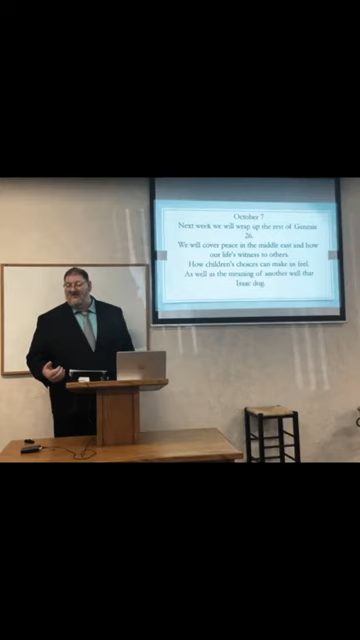 October 7
Next week we will wrap up the rest of Genesis
26.
We will cover peace in the middle east and how
our life's witness to others.
How children's choices can make us feel.
As well as the meaning of another well that
Isaac dug.